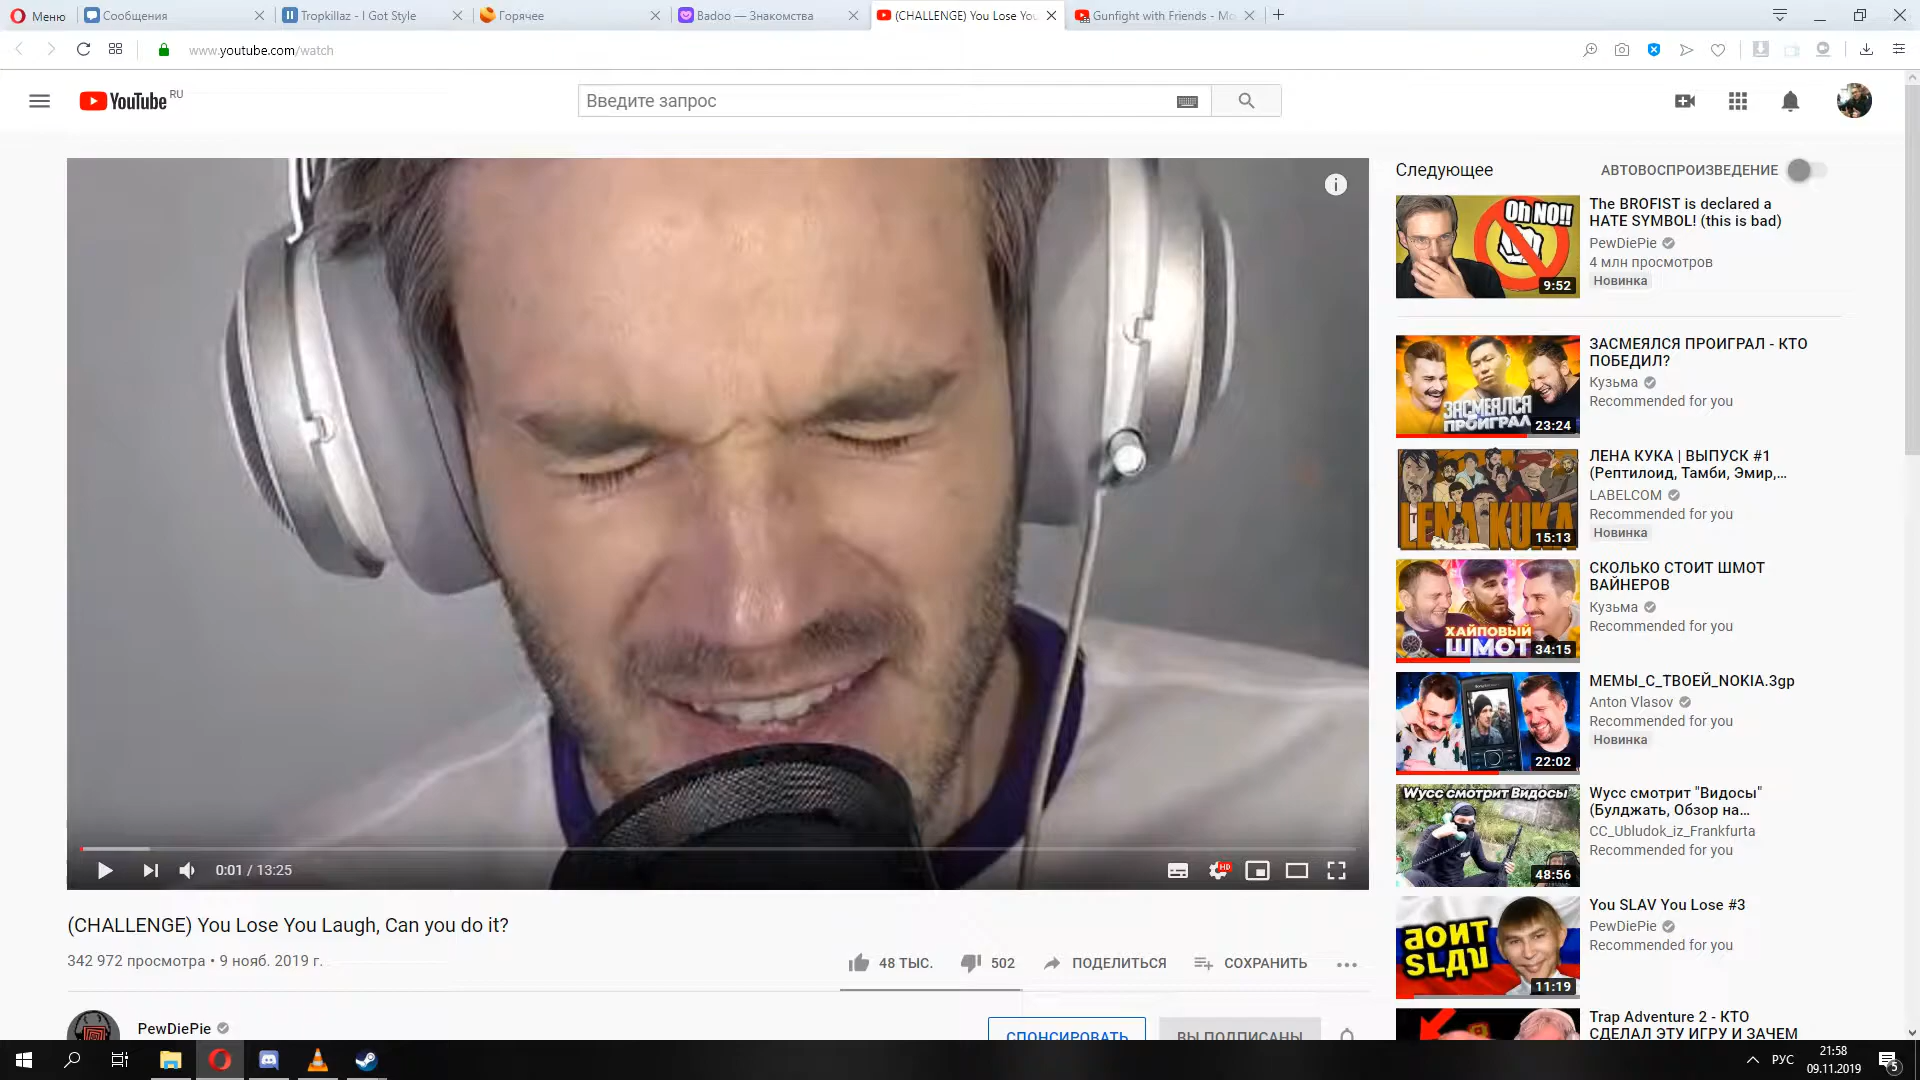 Меню
Сообщения
Tropkillaz - I Got Style
Горячее
Badoo — Знакомства
(CHALLENGE) You Lose You
Gunfight with Friends - Mo
www.youtube.com/watch
YouTube RU
Введите запрос
Следующее
АВТОВОСПРОИЗВЕДЕНИЕ
Oh NO!!
9:52
The BROFIST is declared a
HATE SYMBOL! (this is bad)
PewDiePie
4 млн просмотров
Новинка
ЗАСМЕЯЛСЯ
ПРОИГРАЛ
23:24
ЗАСМЕЯЛСЯ ПРОИГРАЛ - КТО
ПОБЕДИЛ?
Кузьма
Recommended for you
LENA KUKA
15:13
ЛЕНА КУКА | ВЫПУСК #1
(Рептилоид, Тамби, Эмир,...
LABELCOM
Recommended for you
Новинка
ХАЙПОВЫЙ
ШМОТ
34:15
СКОЛЬКО СТОИТ ШМОТ
ВАЙНЕРОВ
Кузьма
Recommended for you
22:02
МЕМЫ_С_ТВОЕЙ_NOKIA.3gp
Anton Vlasov
Recommended for you
Новинка
Wycc смотрит Видосы
48:56
Wycc смотрит "Видосы"
(Булджать, Обзор на...
CC_Ubludok_iz_Frankfurta
Recommended for you
ДОИТ
SLДЦ
11:19
You SLAV You Lose #3
PewDiePie
Recommended for you
Trap Adventure 2 - КТО
СДЕЛАЛ ЭТУ ИГРУ И ЗАЧЕМ
0:01 / 13:25
HD
(CHALLENGE) You Lose You Laugh, Can you do it?
342 972 просмотра • 9 нояб. 2019 г.
48 ТЫС.
502
ПОДЕЛИТЬСЯ
СОХРАНИТЬ
PewDiePie
СПОНСИРОВАТЬ
ВЫ ПОДПИСАНЫ
РУС
21:58
09.11.2019
5